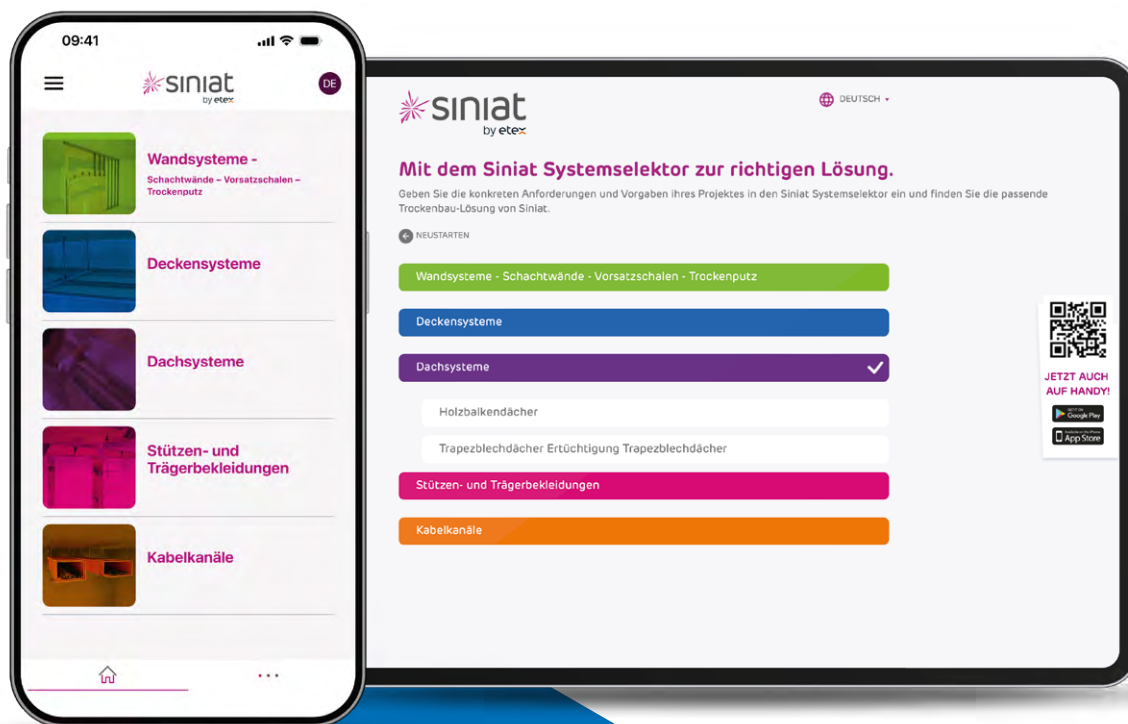 09:41
siniat
by etex
DE
Wandsysteme -
Schachtwände – Vorsatzschalen –
Trockenputz
Deckensysteme
Dachsysteme
Stützen- und
Trägerbekleidungen
Kabelkanäle
siniat
by etex
DEUTSCH
Mit dem Siniat Systemselektor zur richtigen Lösung.
Geben Sie die konkreten Anforderungen und Vorgaben ihres Projektes in den Siniat Systemselektor ein und finden Sie die passende
Trockenbau-Lösung von Siniat.
NEUSTARTEN
Wandsysteme - Schachtwände - Vorsatzschalen - Trockenputz
Deckensysteme
Dachsysteme
Holzbalkendächer
Trapezblechdächer Ertüchtigung Trapezblechdächer
Stützen- und Trägerbekleidungen
Kabelkanäle
JETZT AUCH
AUF HANDY!
Google Play
App Store